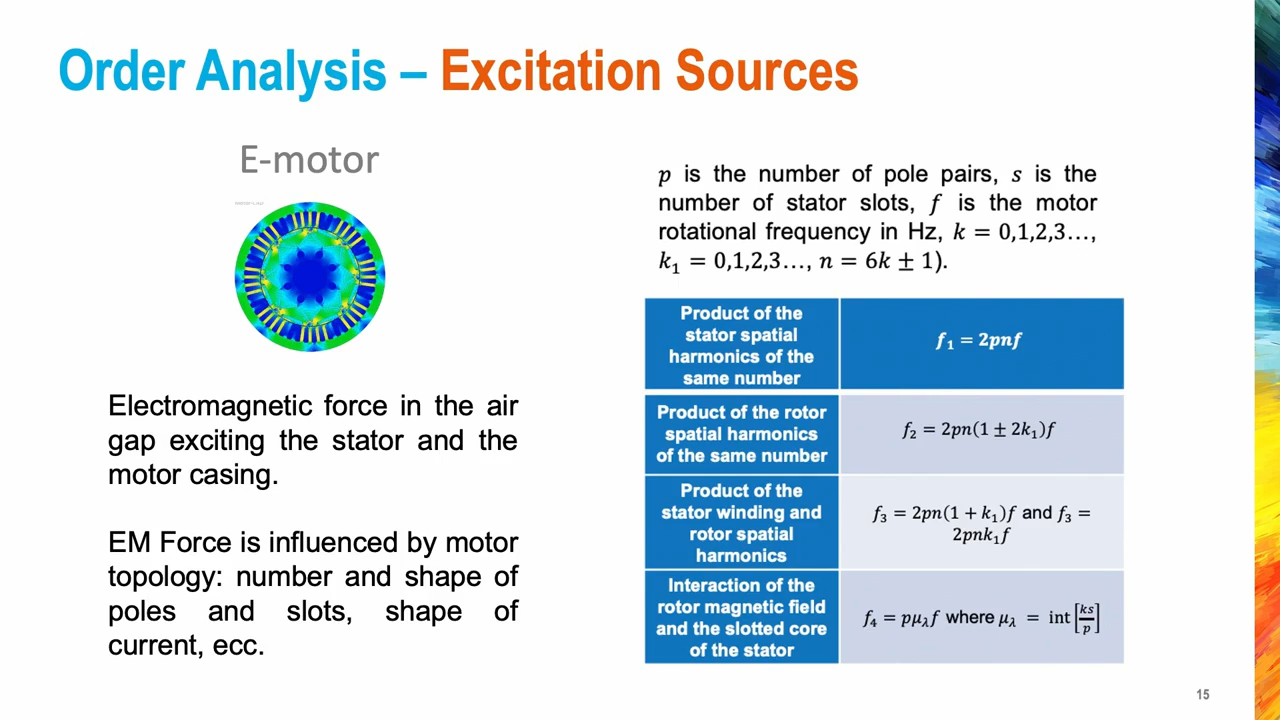 Order Analysis – Excitation Sources
E-motor
Electromagnetic force in the air
gap exciting the stator and the
motor casing.
EM Force is influenced by motor
topology: number and shape of
poles and slots, shape of
current, ecc.
p is the number of pole pairs, s is the
number of stator slots, f is the motor
rotational frequency in Hz, k = 0,1,2,3…,
k₁ = 0,1,2,3…, n = 6k ± 1).
Product of the
stator spatial
harmonics of the
same number
f₁ = 2pnf
Product of the rotor
spatial harmonics
of the same number
f₂ = 2pn(1 ± 2k₁)f
Product of the
stator winding and
rotor spatial
harmonics
f₃ = 2pn(1 + k₁)f and f₃ =
2pnk₁f
Interaction of the
rotor magnetic field
and the slotted core
of the stator
f₄ = pμ_λf where μ_λ = int [ks/p]
15